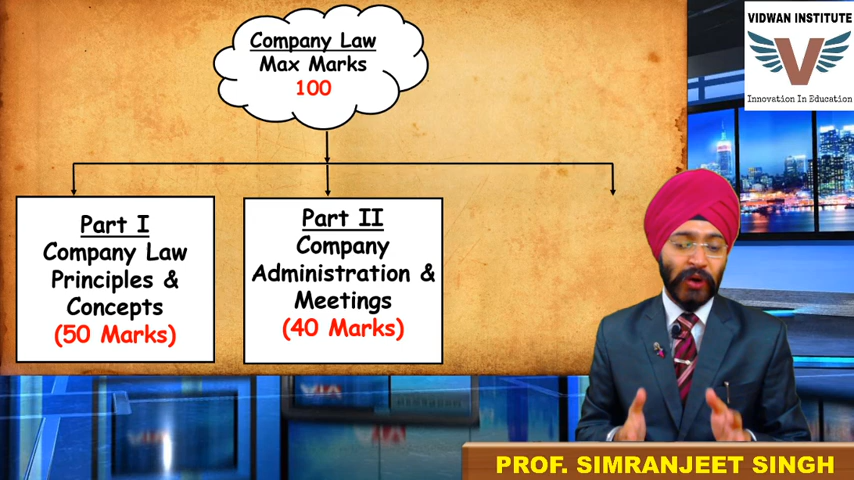 Company Law
Max Marks
100
Part I
Company Law
Principles &
Concepts
(50 Marks)
Part II
Company
Administration &
Meetings
(40 Marks)
VIDWAN INSTITUTE
V
Innovation In Education
PROF. SIMRANJEET SINGH